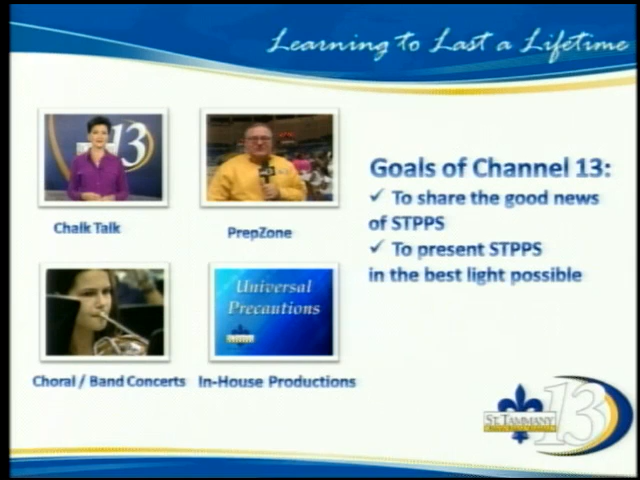 Learning to Last a Lifetime
13
Chalk Talk
PrepZone
Goals of Channel 13:
✓ To share the good news
of STPPS
✓ To present STPPS
in the best light possible
Universal
Precautions
Choral / Band Concerts
In-House Productions
ST. TAMMANY
13